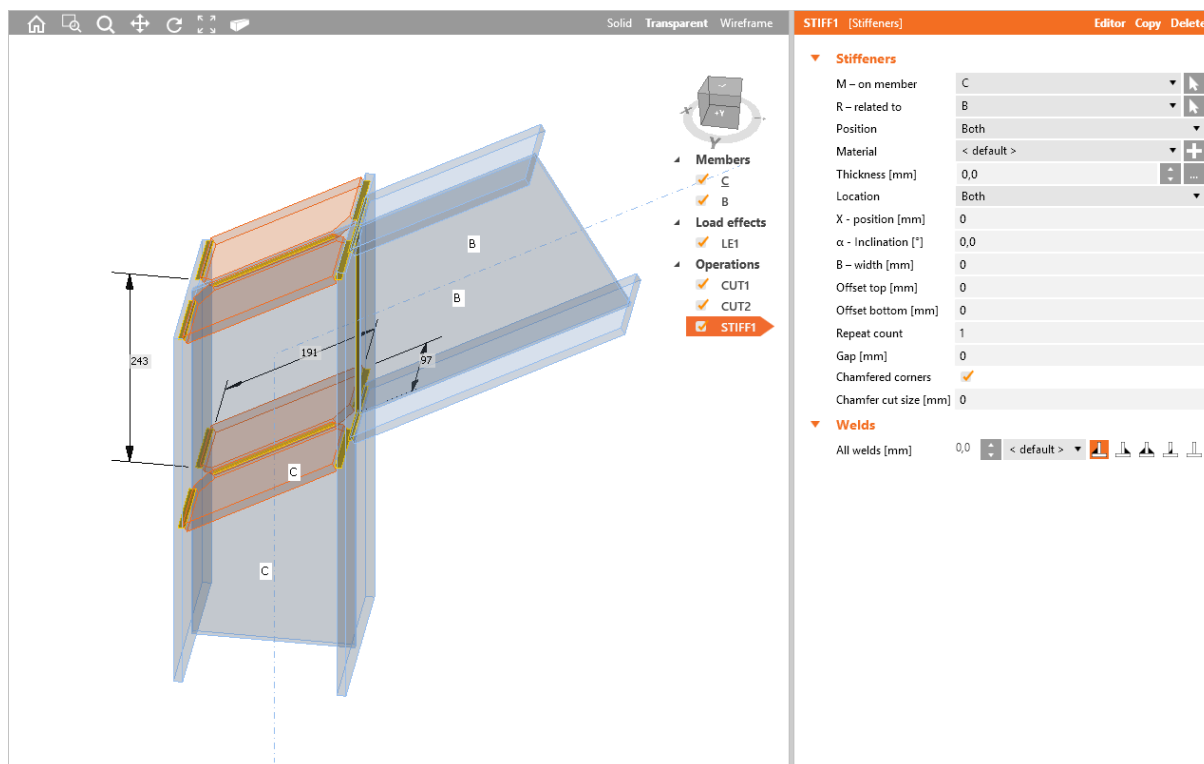 Solid Transparent Wireframe
X
+Y
Y
Members
C
B
Load effects
LE1
Operations
CUT1
CUT2
STIFF1
B
B
191
97
243
C
C
STIFF1 [Stiffeners] Editor Copy Delete
Stiffeners
M – on member C
R – related to B
Position Both
Material < default >
Thickness [mm] 0,0 ...
Location Both
X - position [mm] 0
α - Inclination [°] 0,0
B – width [mm] 0
Offset top [mm] 0
Offset bottom [mm] 0
Repeat count 1
Gap [mm] 0
Chamfered corners
Chamfer cut size [mm] 0
Welds
All welds [mm] 0,0 < default >